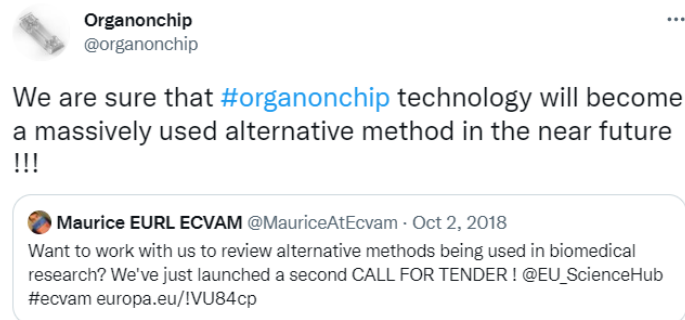 Organonchip
@organonchip
We are sure that #organonchip technology will become
a massively used alternative method in the near future
!!!
Maurice EURL ECVAM @MauriceAtEcvam · Oct 2, 2018
Want to work with us to review alternative methods being used in biomedical
research? We've just launched a second CALL FOR TENDER ! @EU_ScienceHub
#ecvam europa.eu/!VU84cp